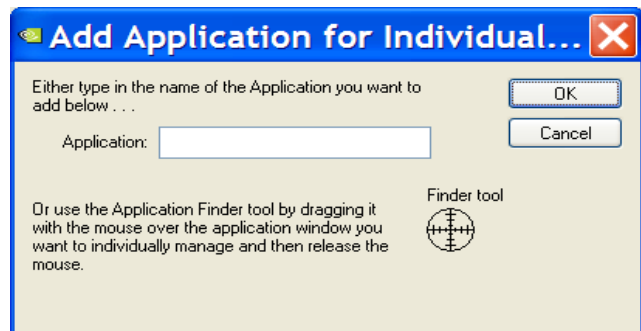 Add Application for Individual...
Either type in the name of the Application you want to
add below . . .
OK
Application:
Cancel
Finder tool
Or use the Application Finder tool by dragging it
with the mouse over the application window you
want to individually manage and then release the
mouse.